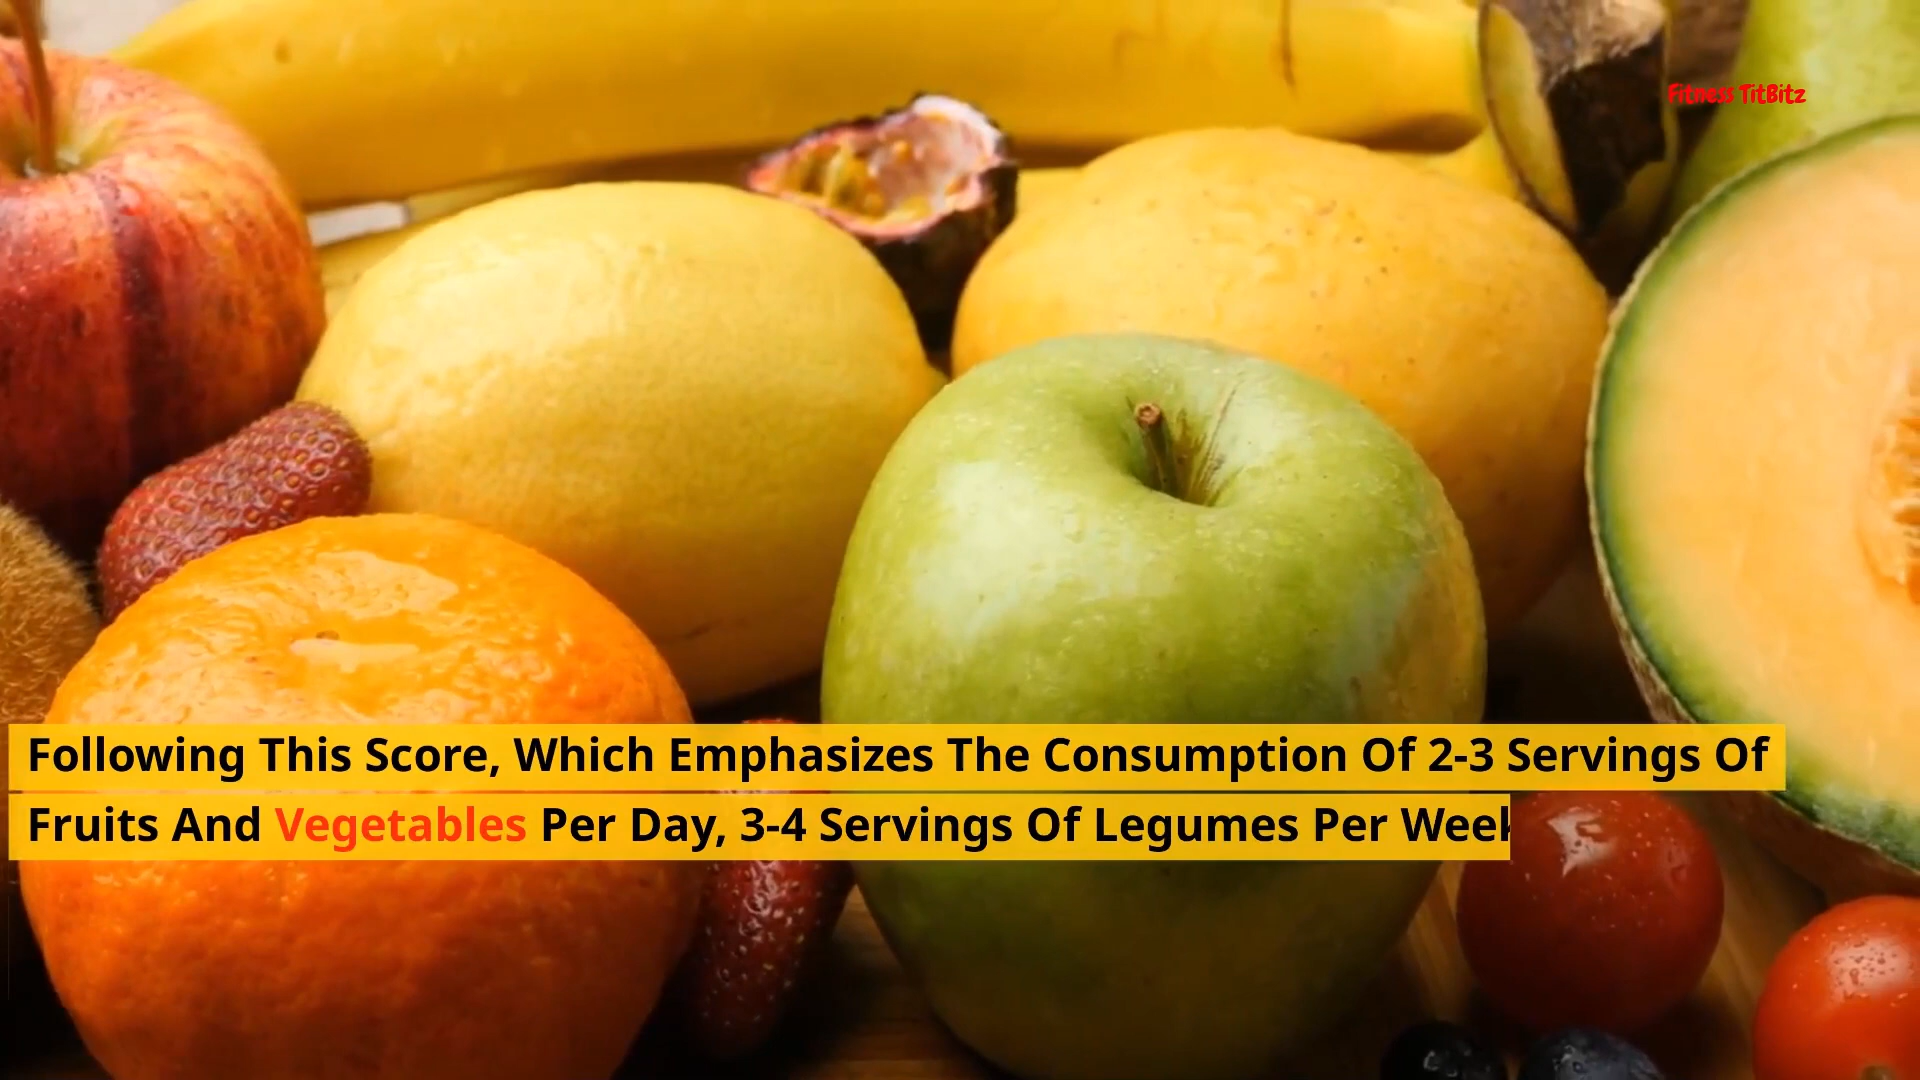 Fitness TitBitz
Following This Score, Which Emphasizes The Consumption Of 2-3 Servings Of
Fruits And Vegetables Per Day, 3-4 Servings Of Legumes Per Week